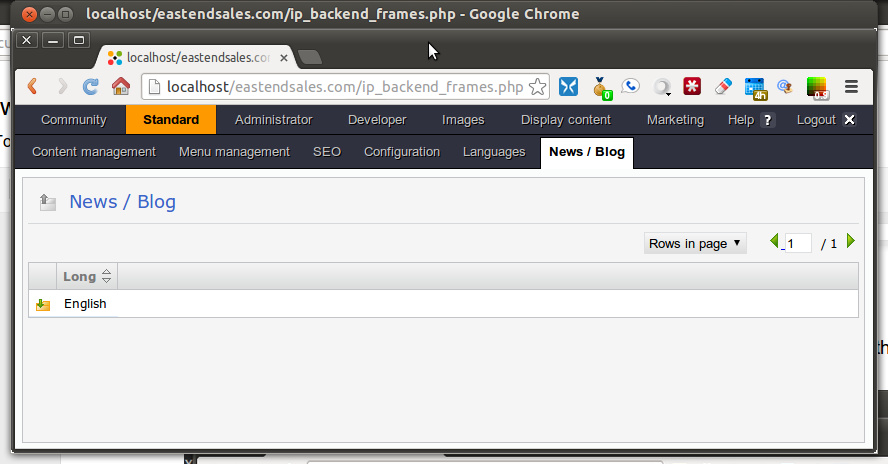 localhost/eastendsales.com/ip_backend_frames.php - Google Chrome
localhost/eastendsales.co
localhost/eastendsales.com/ip_backend_frames.php
0 4h 0.9
Community Standard Administrator Developer Images Display content Marketing Help ? Logout
Content management Menu management SEO Configuration Languages News / Blog
News / Blog
Rows in page 1 / 1
Long
English